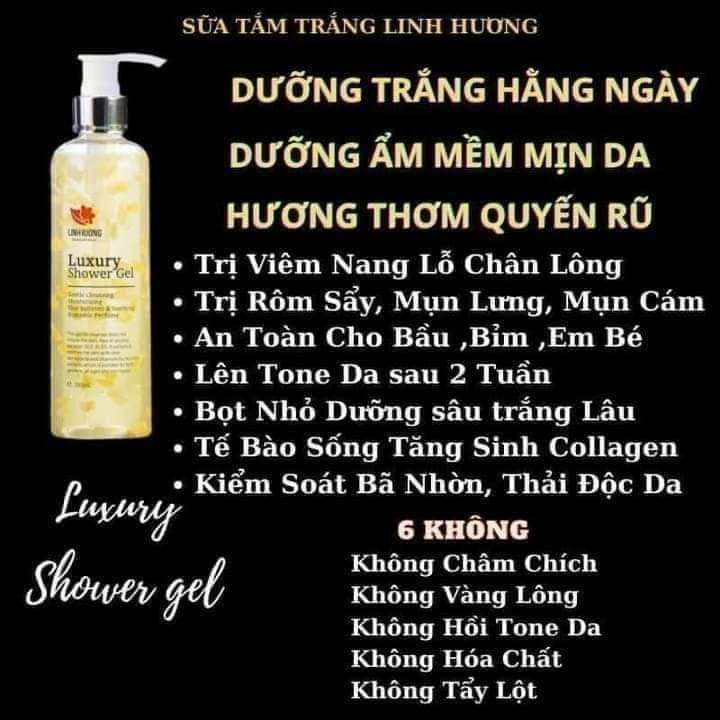 SỮA TẮM TRẮNG LINH HƯƠNG
DƯỠNG TRẮNG HẰNG NGÀY
DƯỠNG ẨM MỀM MỊN DA
HƯƠNG THƠM QUYẾN RŨ
LINH HƯƠNG
Luxury
Shower Gel
Gentle cleansing
• Trị Viêm Nang Lỗ Chân Lông
• Trị Rôm Sẩy, Mụn Lưng, Mụn Cám
• An Toàn Cho Bầu ,Bỉm ,Em Bé
• Lên Tone Da sau 2 Tuần
• Bọt Nhỏ Dưỡng sâu trắng Lâu
• Tế Bào Sống Tăng Sinh Collagen
• Kiểm Soát Bã Nhờn, Thải Độc Da
Luxury
Shower gel
6 KHÔNG
Không Châm Chích
Không Vàng Lông
Không Hồi Tone Da
Không Hóa Chất
Không Tẩy Lột